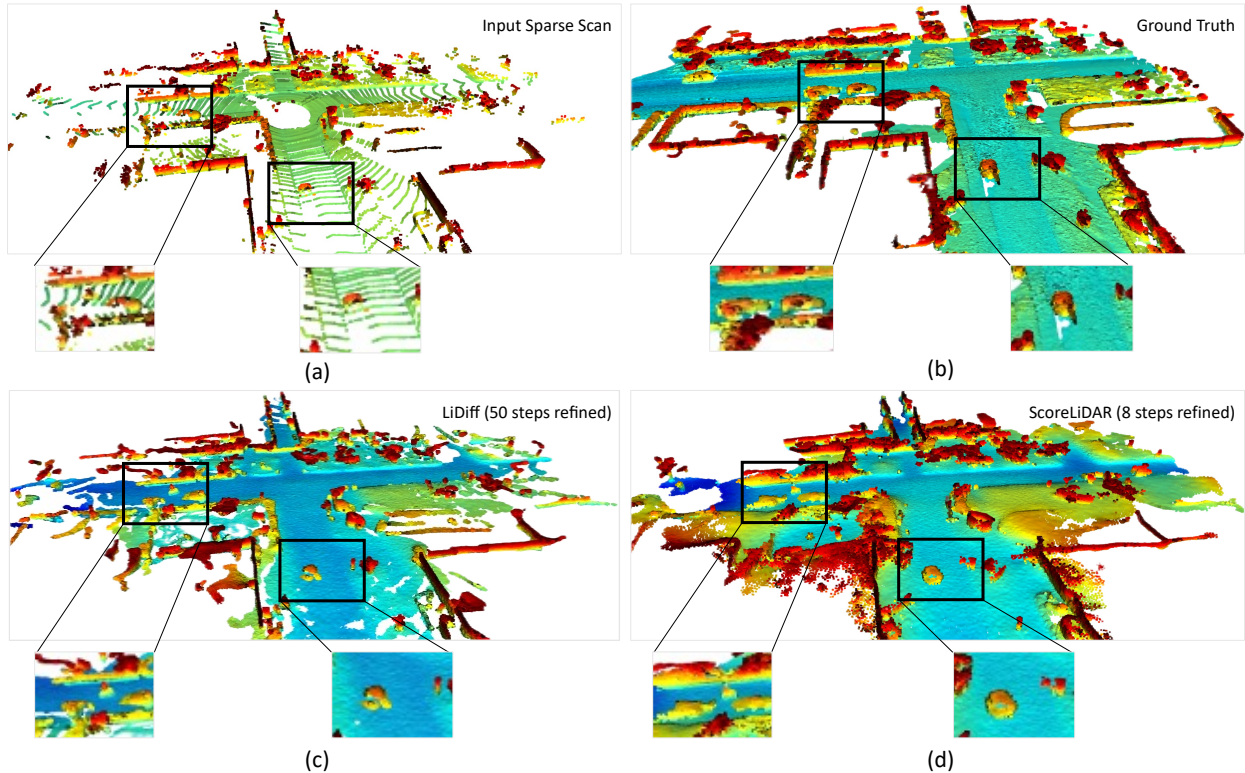 Input Sparse Scan
Ground Truth
(a)
(b)
LiDiff (50 steps refined)
ScoreLiDAR (8 steps refined)
(c)
(d)